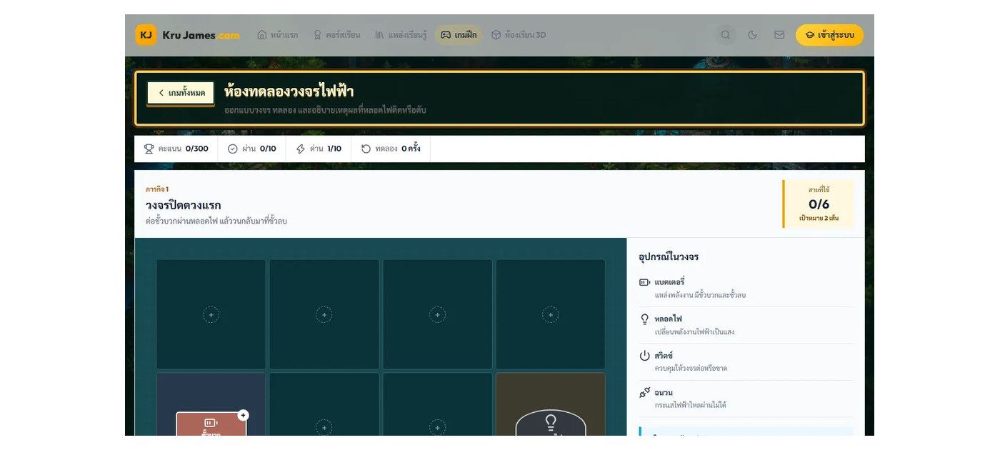 KJ Kru James.com หน้าแรก คอร์สเรียน แหล่งเรียนรู้ เกมฝึก ห้องเรียน 3D เข้าสู่ระบบ
เกมทั้งหมด
ห้องทดลองวงจรไฟฟ้า
ออกแบบวงจร ทดลอง และอธิบายเหตุผลที่หลอดไฟติดหรือดับ
คะแนน 0/300 ผ่าน 0/10 ด่าน 1/10 ทดลอง 0 ครั้ง
ภารกิจ 1
วงจรปิดดวงแรก
ต่อขั้วบวกผ่านหลอดไฟ แล้ววนกลับมาที่ขั้วลบ
สายที่ใช้
0/6
เป้าหมาย 2 เส้น
อุปกรณ์ในวงจร
แบตเตอรี่
แหล่งพลังงาน มีขั้วบวกและขั้วลบ
หลอดไฟ
เปลี่ยนพลังงานไฟฟ้าเป็นแสง
สวิตช์
ควบคุมให้วงจรต่อหรือขาด
ฉนวน
กระแสไฟฟ้าไหลผ่านไม่ได้